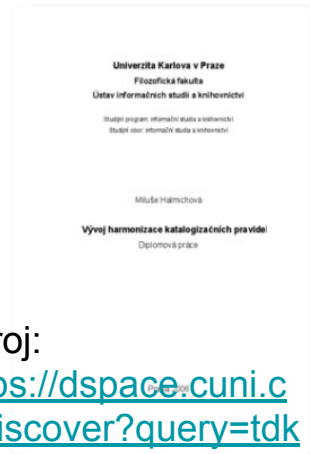 Univerzita Karlova v Praze
Filozofická fakulta
Ústav informačních studií a knihovnictví
Studijní program: informační studia a knihovnictví
Studijní obor: informační studia a knihovnictví
Miluše Halmichová
Vývoj harmonizace katalogizačních pravidel
Diplomová práce
roj:
os://dspace.cuni.c
iscover?query=tdk